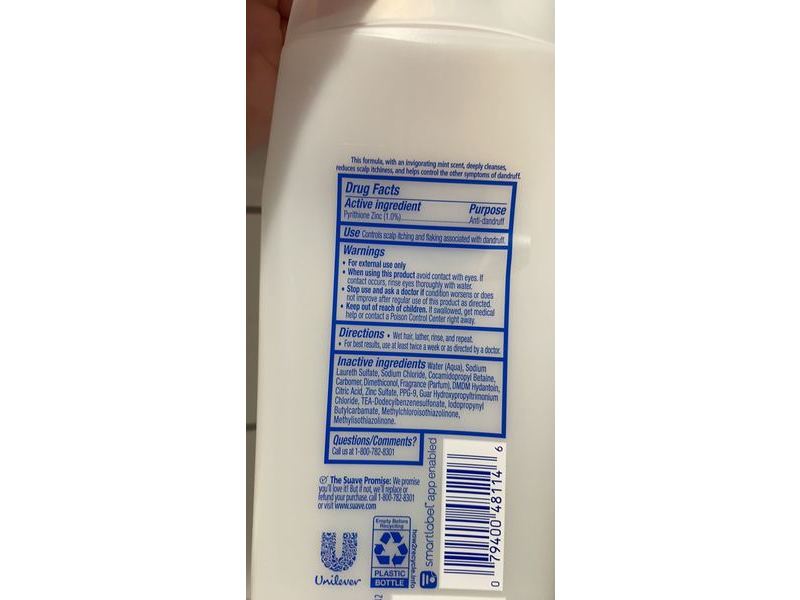 This formula, with an invigorating mint scent, deeply cleanses,
reduces scalp itchiness, and helps control the other symptoms of dandruff.
Drug Facts
Active ingredient Purpose
Pyrithione Zinc (1.0%) Anti-dandruff
Use Controls scalp itching and flaking associated with dandruff.
Warnings
• For external use only
• When using this product avoid contact with eyes. If
contact occurs, rinse eyes thoroughly with water.
• Stop use and ask a doctor if condition worsens or does
not improve after regular use of this product as directed.
• Keep out of reach of children. If swallowed, get medical
help or contact a Poison Control Center right away.
Directions • Wet hair, lather, rinse, and repeat.
• For best results, use at least twice a week or as directed by a doctor.
Inactive ingredients Water (Aqua), Sodium
Laureth Sulfate, Sodium Chloride, Cocamidopropyl Betaine,
Carbomer, Dimethiconol, Fragrance (Parfum), DMDM Hydantoin,
Citric Acid, Zinc Sulfate, PPG-9, Guar Hydroxypropyltrimonium
Chloride, TEA-Dodecylbenzenesulfonate, Iodopropynyl
Butylcarbamate, Methylchloroisothiazolinone,
Methylisothiazolinone.
Questions/Comments?
Call us at 1-800-782-8301
The Suave Promise: We promise
you'll love it! But if not, we'll replace or
refund your purchase. call 1-800-782-8301
or visit www.suave.com
Unilever
Empty Before
Recycling
PLASTIC
BOTTLE
how2recycle.info
smartlabel app enabled
0 79400 48114 6